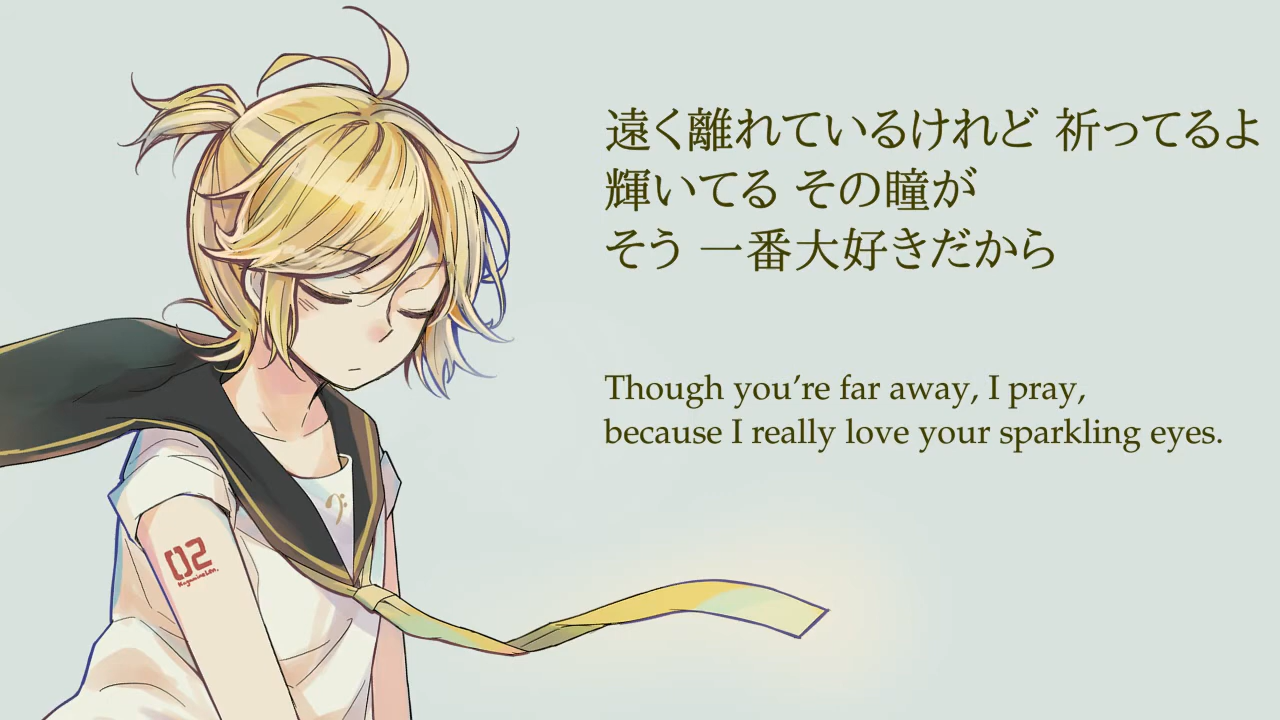 遠く離れているけれど 祈ってるよ
輝いてる その瞳が
そう 一番大好きだから
Though you’re far away, I pray,
because I really love your sparkling eyes.
02
Kagamine Len.